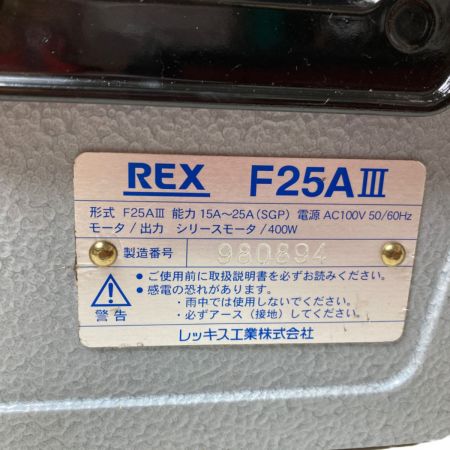 REX F25AⅢ
形式 F25AⅢ 能力 15A～25A(SGP) 電源 AC100V 50/60Hz
モータ/出力 シリーズモータ/400W
製造番号 980894
●ご使用前に取扱説明書を必ずお読みください。
●感電の恐れがあります。
・雨中では使用しないでください。
・必ずアース(接地)してください。
警告
レッキス工業株式会社